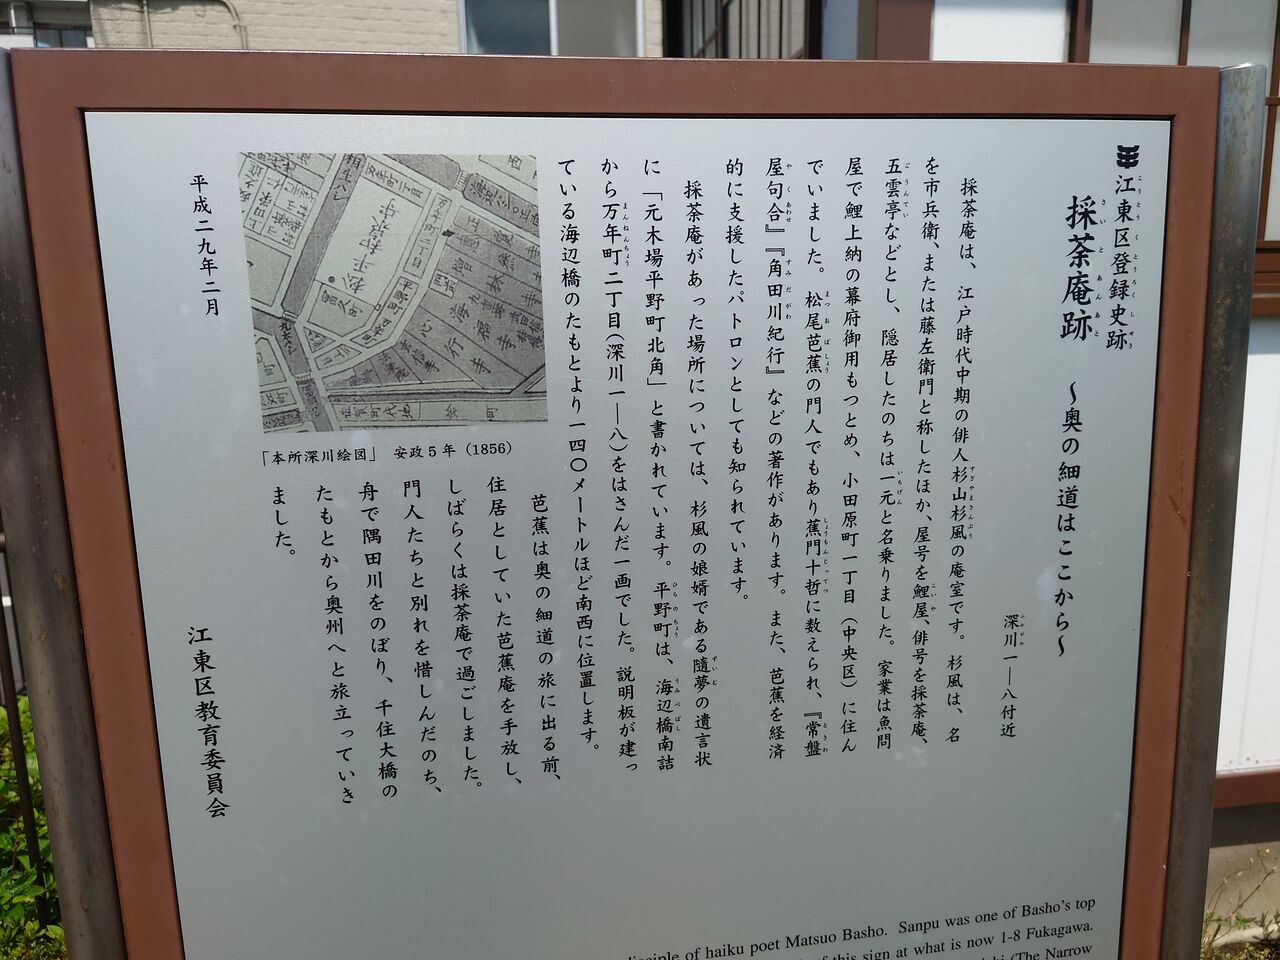 江東区登録史跡
採荼庵跡 ～奥の細道はここから～
深川一―八付近
採荼庵は、江戸時代中期の俳人杉山杉風の庵室です。杉風は、名
を市兵衛、または藤左衛門と称したほか、屋号を鯉屋、俳号を採荼庵、
五雲亭などとし、隠居したのちは一元と名乗りました。家業は魚問
屋で鯉上納の幕府御用もつとめ、小田原町一丁目（中央区）に住ん
でいました。松尾芭蕉の門人でもあり蕉門十哲に数えられ、『常盤
屋句合』『角田川紀行』などの著作があります。また、芭蕉を経済
的に支援したパトロンとしても知られています。
採荼庵があった場所については、杉風の娘婿である隨夢の遺言状
に「元木場平野町北角」と書かれています。平野町は、海辺橋南詰
から万年町二丁目（深川一―八）をはさんだ一画でした。説明板が建っ
ている海辺橋のたもとより一四〇メートルほど南西に位置します。
芭蕉は奥の細道の旅に出る前、
住居としていた芭蕉庵を手放し、
しばらくは採荼庵で過ごしました。
門人たちと別れを惜しんだのち、
舟で隅田川をのぼり、千住大橋の
たもとから奥州へと旅立っていき
ました。
「本所深川絵図」 安政5年（1856）
平成二九年二月
江東区教育委員会
disciple of haiku poet Matsuo Basho. Sanpu was one of Basho's top
of this sign at what is now 1-8 Fukagawa.
(The Narrow